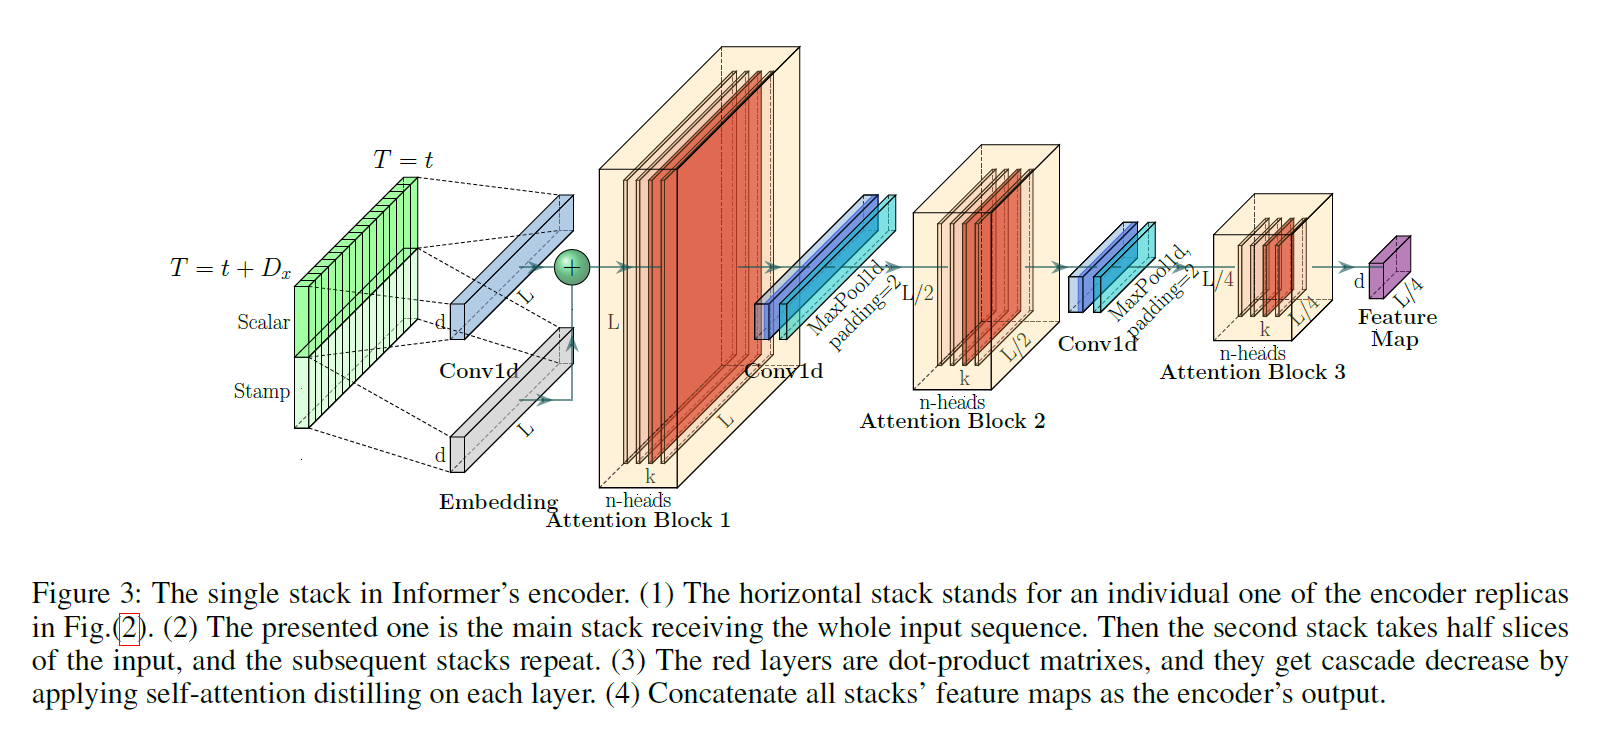 T = t
T = t + Dx
Scalar
Stamp
d
L
Conv1d
d
L
Embedding
+
L
k
L
n-heads
Attention Block 1
Conv1d
MaxPool1d,
padding=2
L/2
k
L/2
n-heads
Attention Block 2
Conv1d
MaxPool1d,
padding=2
L/4
k
L/4
n-heads
Attention Block 3
d
L/4
Feature
Map
Figure 3: The single stack in Informer's encoder. (1) The horizontal stack stands for an individual one of the encoder replicas
in Fig.(2). (2) The presented one is the main stack receiving the whole input sequence. Then the second stack takes half slices
of the input, and the subsequent stacks repeat. (3) The red layers are dot-product matrixes, and they get cascade decrease by
applying self-attention distilling on each layer. (4) Concatenate all stacks' feature maps as the encoder's output.